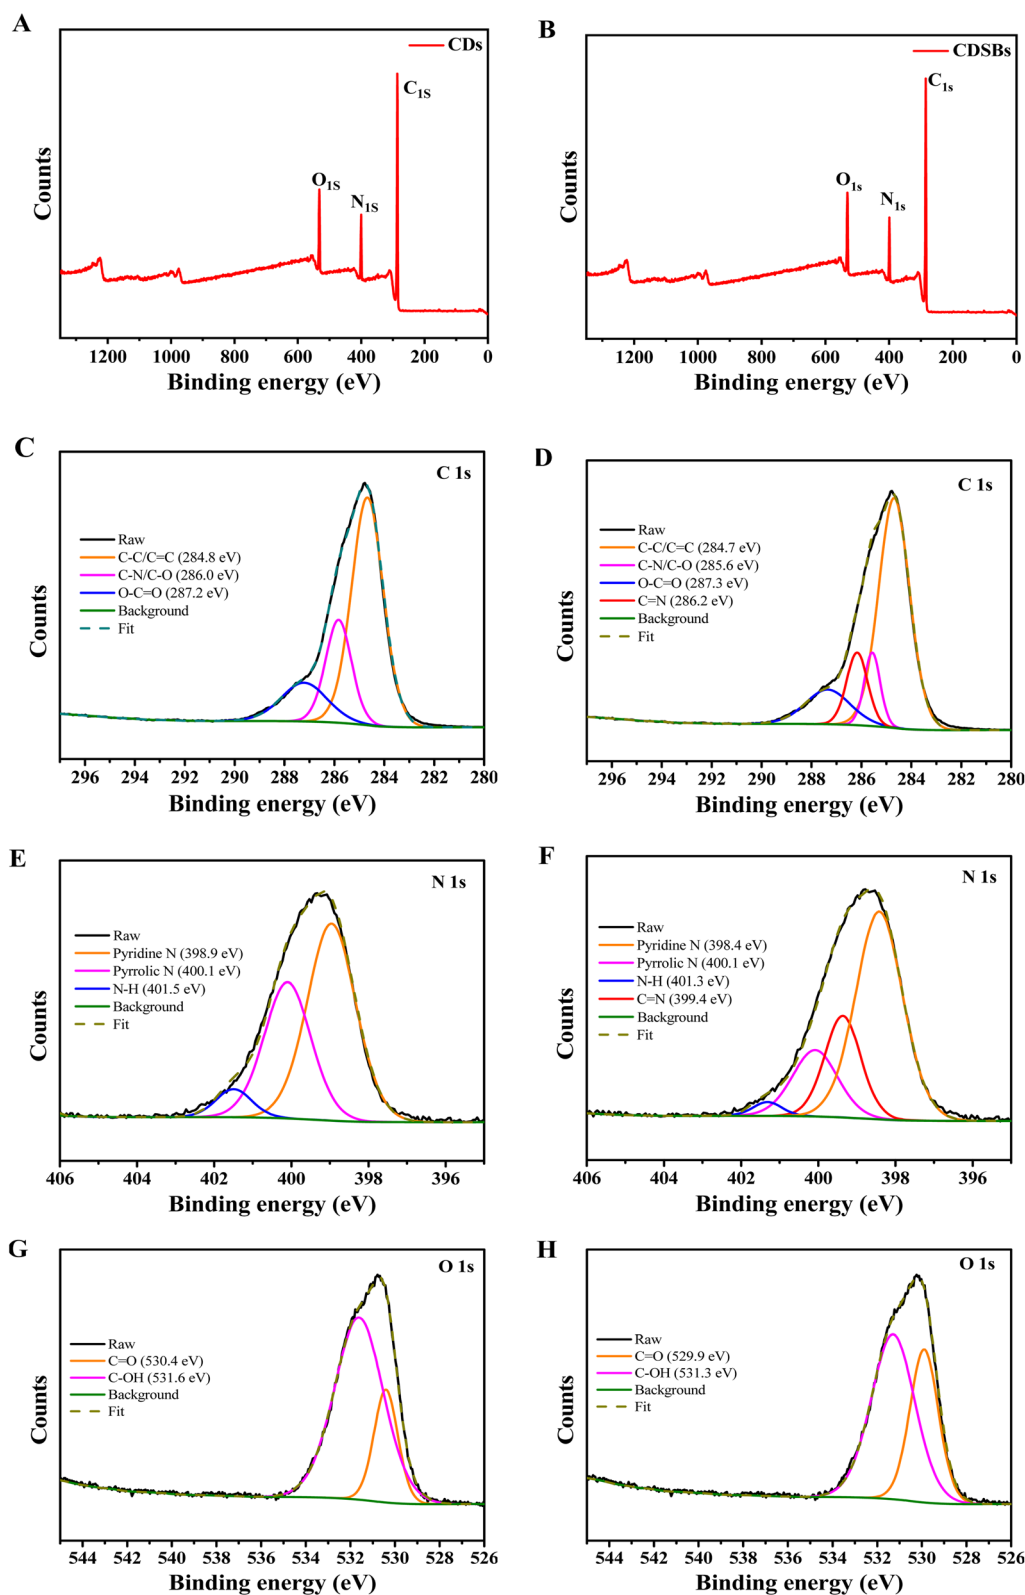 A
CDs
C1S
O1S
N1S
Counts
1200 1000 800 600 400 200 0
Binding energy (eV)
B
CDSBs
C1s
O1s
N1s
Counts
1200 1000 800 600 400 200 0
Binding energy (eV)
C
C 1s
Raw
C-C/C=C (284.8 eV)
C-N/C-O (286.0 eV)
O-C=O (287.2 eV)
Background
Fit
Counts
296 294 292 290 288 286 284 282 280
Binding energy (eV)
D
C 1s
Raw
C-C/C=C (284.7 eV)
C-N/C-O (285.6 eV)
O-C=O (287.3 eV)
C=N (286.2 eV)
Background
Fit
Counts
296 294 292 290 288 286 284 282 280
Binding energy (eV)
E
N 1s
Raw
Pyridine N (398.9 eV)
Pyrrolic N (400.1 eV)
N-H (401.5 eV)
Background
Fit
Counts
406 404 402 400 398 396
Binding energy (eV)
F
N 1s
Raw
Pyridine N (398.4 eV)
Pyrrolic N (400.1 eV)
N-H (401.3 eV)
C=N (399.4 eV)
Background
Fit
Counts
406 404 402 400 398 396
Binding energy (eV)
G
O 1s
Raw
C=O (530.4 eV)
C-OH (531.6 eV)
Background
Fit
Counts
544 542 540 538 536 534 532 530 528 526
Binding energy (eV)
H
O 1s
Raw
C=O (529.9 eV)
C-OH (531.3 eV)
Background
Fit
Counts
544 542 540 538 536 534 532 530 528 526
Binding energy (eV)